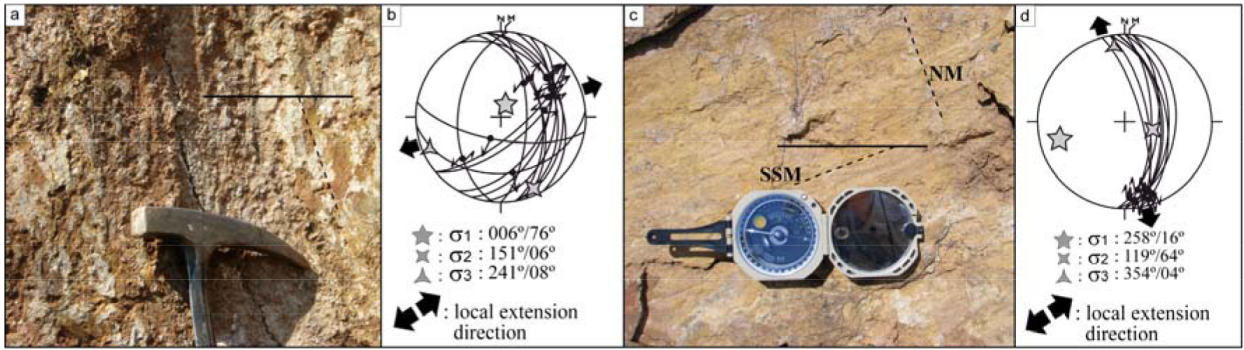 a
b
N M
☆ : σ1 : 006º/76º
: σ2 : 151º/06º
: σ3 : 241º/08º
: local extension
direction
c
NM
SSM
d
N M
☆ : σ1 : 258º/16º
: σ2 : 119º/64º
: σ3 : 354º/04º
: local extension
direction